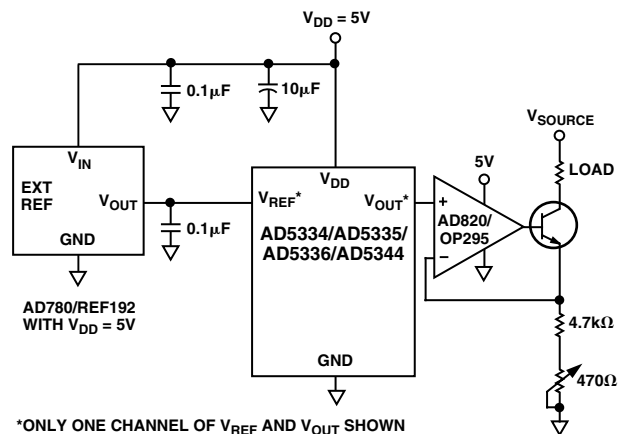 V_DD = 5V
0.1μF
10μF
V_SOURCE
LOAD
V_IN
EXT
REF
V_OUT
GND
0.1μF
V_DD
V_REF*
V_OUT*
AD5334/AD5335/
AD5336/AD5344
GND
5V
+
AD820/
OP295
–
4.7kΩ
470Ω
AD780/REF192
WITH V_DD = 5V
*ONLY ONE CHANNEL OF V_REF AND V_OUT SHOWN